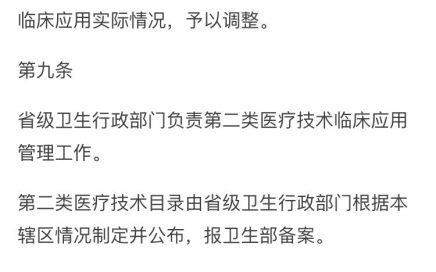 临床应用实际情况，予以调整。
第九条
省级卫生行政部门负责第二类医疗技术临床应用
管理工作。
第二类医疗技术目录由省级卫生行政部门根据本
辖区情况制定并公布，报卫生部备案。